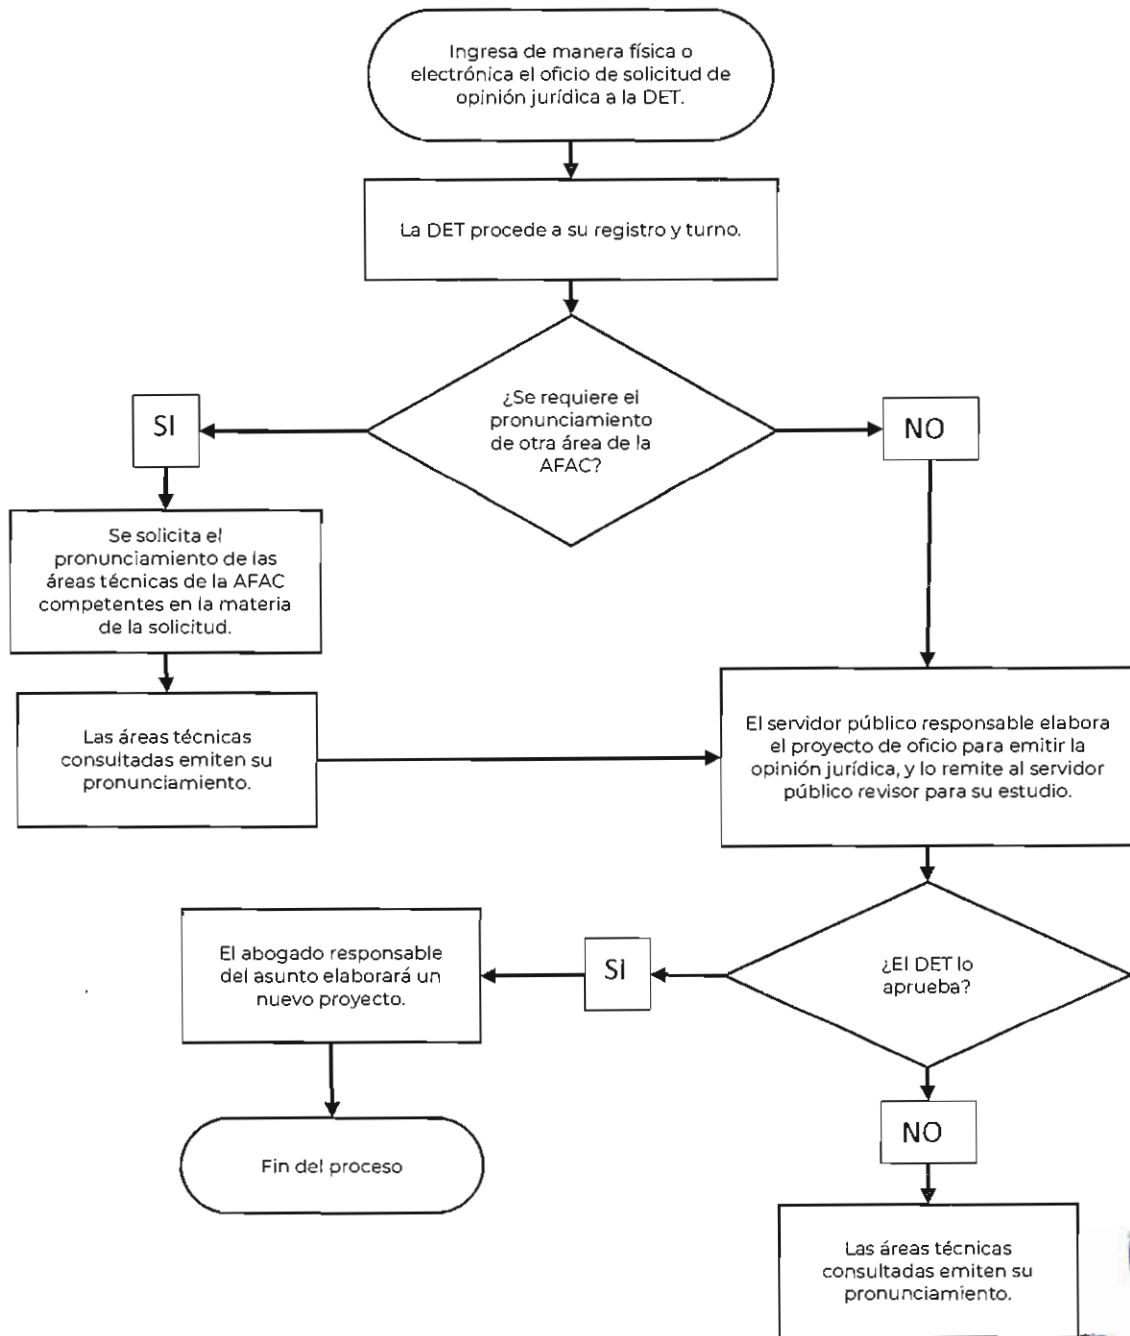 Ingresa de manera física o
electrónica el oficio de solicitud de
opinión jurídica a la DET.
La DET procede a su registro y turno.
¿Se requiere el
pronunciamiento
de otra área de la
AFAC?
SI
NO
Se solicita el
pronunciamiento de las
áreas técnicas de la AFAC
competentes en la materia
de la solicitud.
Las áreas técnicas
consultadas emiten su
pronunciamiento.
El servidor público responsable elabora
el proyecto de oficio para emitir la
opinión jurídica, y lo remite al servidor
público revisor para su estudio.
¿El DET lo
aprueba?
SI
El abogado responsable
del asunto elaborará un
nuevo proyecto.
Fin del proceso
NO
Las áreas técnicas
consultadas emiten su
pronunciamiento.